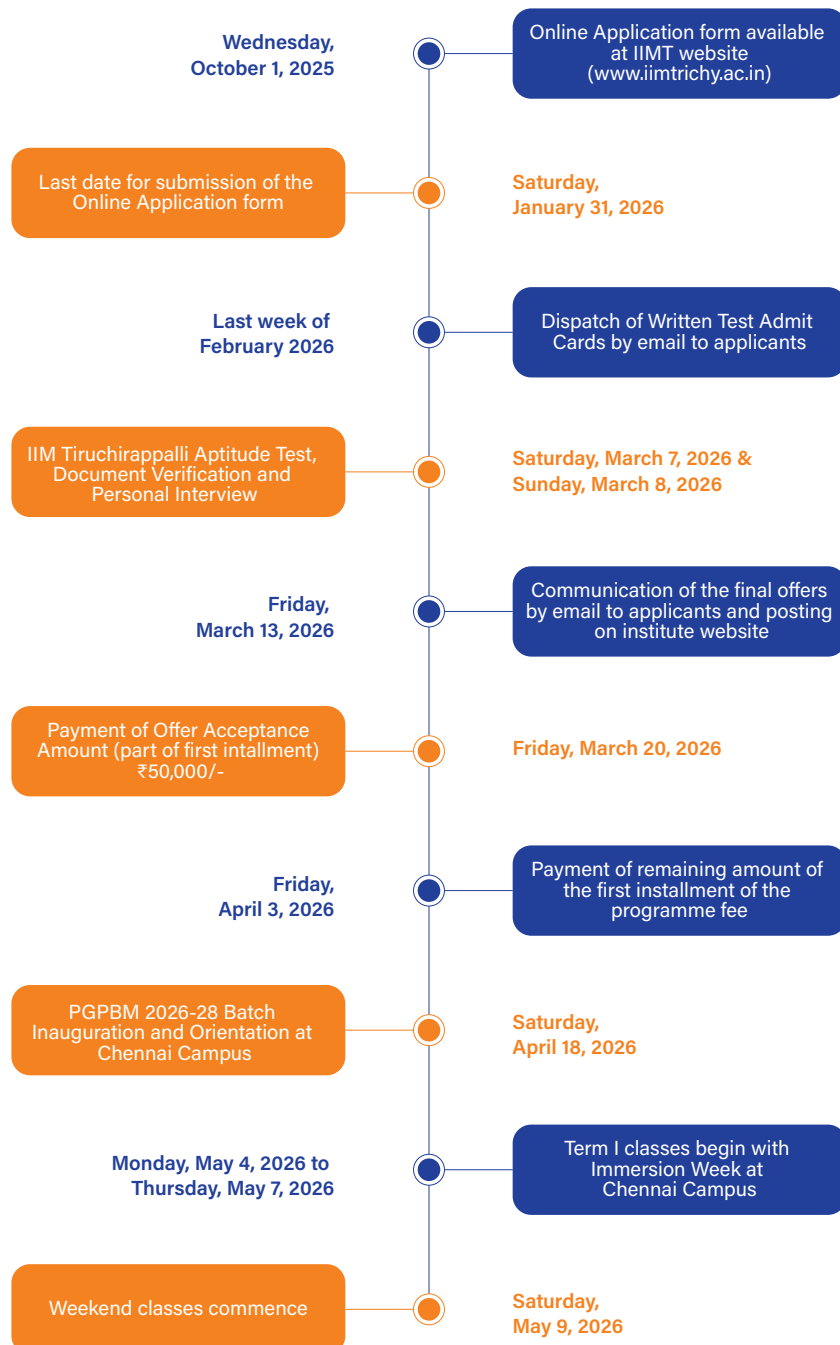 Wednesday,
October 1, 2025
Online Application form available
at IIMT website
(www.iimtrichy.ac.in)
Last date for submission of the
Online Application form
Saturday,
January 31, 2026
Last week of
February 2026
Dispatch of Written Test Admit
Cards by email to applicants
IIM Tiruchirappalli Aptitude Test,
Document Verification and
Personal Interview
Saturday, March 7, 2026 &
Sunday, March 8, 2026
Friday,
March 13, 2026
Communication of the final offers
by email to applicants and posting
on institute website
Payment of Offer Acceptance
Amount (part of first intallment)
₹50,000/-
Friday, March 20, 2026
Friday,
April 3, 2026
Payment of remaining amount of
the first installment of the
programme fee
PGPBM 2026-28 Batch
Inauguration and Orientation at
Chennai Campus
Saturday,
April 18, 2026
Monday, May 4, 2026 to
Thursday, May 7, 2026
Term I classes begin with
Immersion Week at
Chennai Campus
Weekend classes commence
Saturday,
May 9, 2026